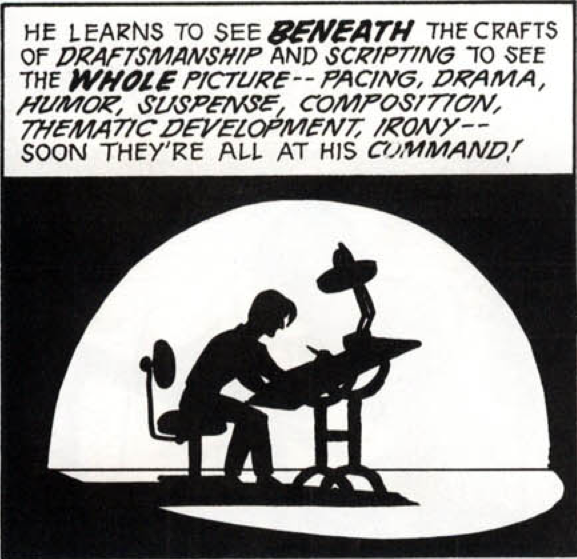 HE LEARNS TO SEE BENEATH THE CRAFTS
OF DRAFTSMANSHIP AND SCRIPTING TO SEE
THE WHOLE PICTURE-- PACING, DRAMA,
HUMOR, SUSPENSE, COMPOSITION,
THEMATIC DEVELOPMENT, IRONY--
SOON THEY'RE ALL AT HIS COMMAND!